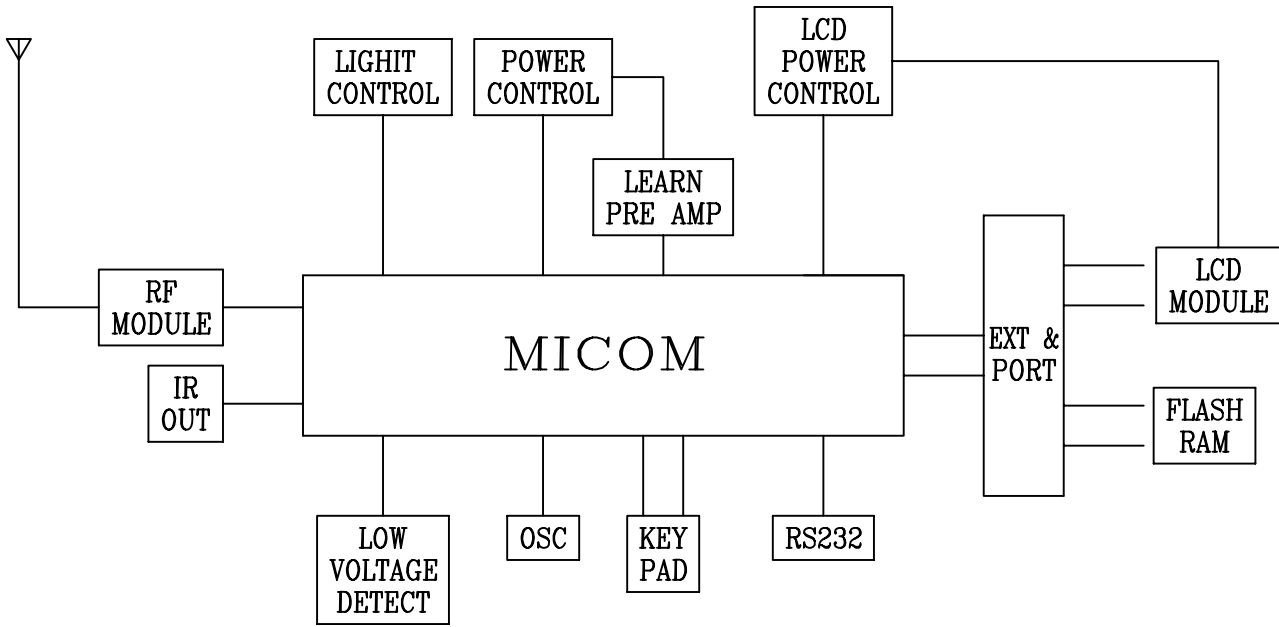 LIGHIT
CONTROL
POWER
CONTROL
LCD
POWER
CONTROL
LEARN
PRE AMP
RF
MODULE
MICOM
EXT &
PORT
LCD
MODULE
IR
OUT
FLASH
RAM
LOW
VOLTAGE
DETECT
OSC
KEY
PAD
RS232